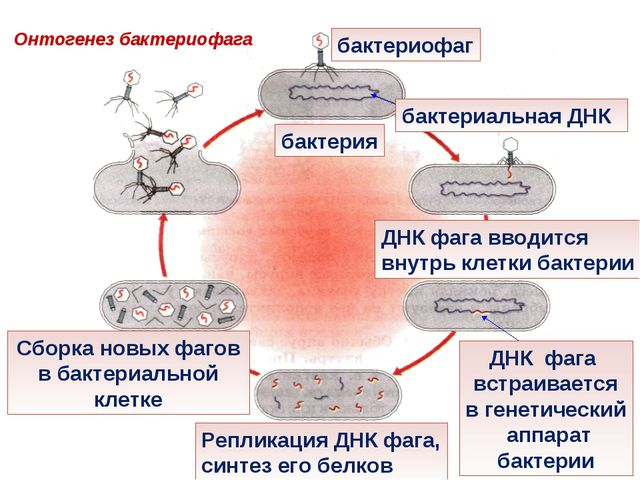 Онтогенез бактериофага
бактериофаг
бактериальная ДНК
бактерия
ДНК фага вводится
внутрь клетки бактерии
ДНК фага
встраивается
в генетический
аппарат
бактерии
Репликация ДНК фага,
синтез его белков
Сборка новых фагов
в бактериальной
клетке